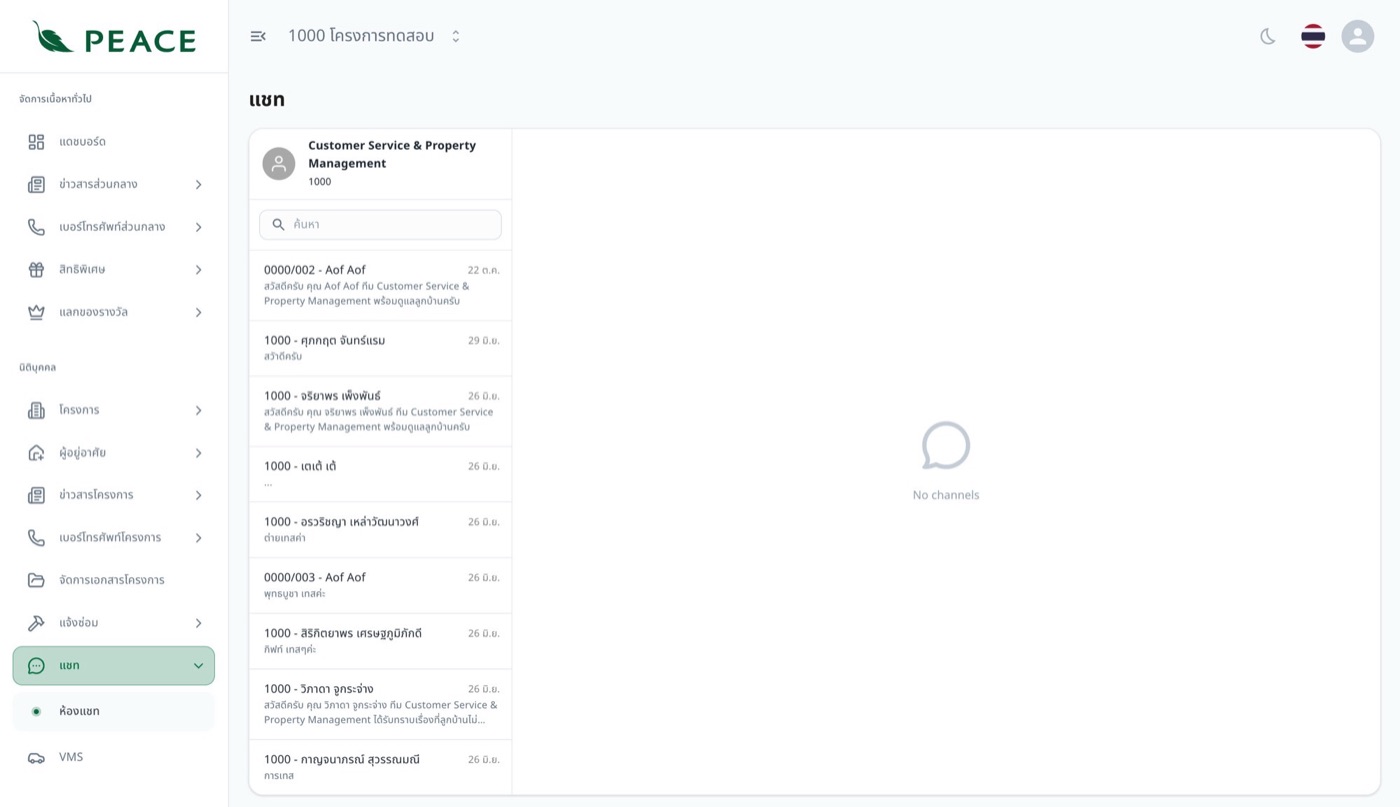 PEACE
จัดการเนื้อหาทั่วไป
แดชบอร์ด
ข่าวสารส่วนกลาง
เบอร์โทรศัพท์ส่วนกลาง
สิทธิพิเศษ
แลกของรางวัล
นิติบุคคล
โครงการ
ผู้อยู่อาศัย
ข่าวสารโครงการ
เบอร์โทรศัพท์โครงการ
จัดการเอกสารโครงการ
แจ้งซ่อม
แชท
ห้องแชท
VMS
1000 โครงการทดสอบ
แชท
Customer Service & Property
Management
1000
ค้นหา
0000/002 - Aof Aof 22 ต.ค.
สวัสดีครับ คุณ Aof Aof ทีม Customer Service &
Property Management พร้อมดูแลลูกบ้านครับ
1000 - ศุภกฤต จันทร์แรม 29 มิ.ย.
สว้าดีครับ
1000 - จริยาพร เพ็งพันธ์ 26 มิ.ย.
สวัสดีครับ คุณ จริยาพร เพ็งพันธ์ ทีม Customer Service
& Property Management พร้อมดูแลลูกบ้านครับ
1000 - เตเต้ เต้ 26 มิ.ย.
...
1000 - อรวริชญา เหล่าวัฒนาวงศ์ 26 มิ.ย.
ต่ายเทสค่า
0000/003 - Aof Aof 26 มิ.ย.
พุทธบูชา เทสค่ะ
1000 - สิริกิตยาพร เศรษฐภูมิภักดี 26 มิ.ย.
กิฟท์ เทสๆค่ะ
1000 - วิภาดา จูกระจ่าง 26 มิ.ย.
สวัสดีครับ คุณ วิภาดา จูกระจ่าง ทีม Customer Service &
Property Management ได้รับทราบเรื่องที่ลูกบ้านไม่...
1000 - กาญจนาภรณ์ สุวรรณมณี 26 มิ.ย.
การเทส
No channels